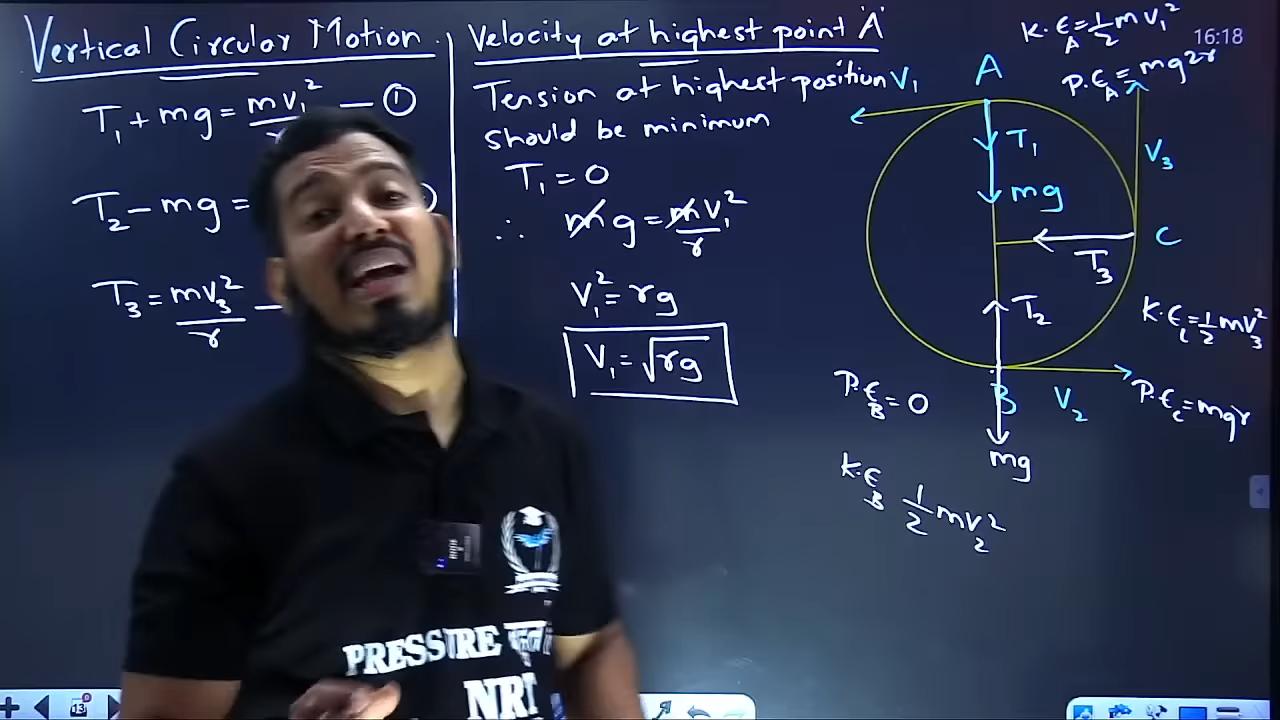 Vertical Circular Motion
T₁ + mg = mv₁² — ①
T₂ - mg =
T₃ = mv₃²/r —
Velocity at highest point 'A'
Tension at highest position
should be minimum
T₁ = 0
∴ mg = mv₁²/r
v₁² = rg
V₁ = √rg
K.E_A = ½mv₁²
16:18
P.E_A = mg2r
V₁
A
T₁
mg
V₃
C
T₃
T₂
K.E_C = ½mv₃²
P.E_C = mgr
P.E_B = 0
B
V₂
mg
K.E_B ½mv₂²
13
PRESSURE
NRT